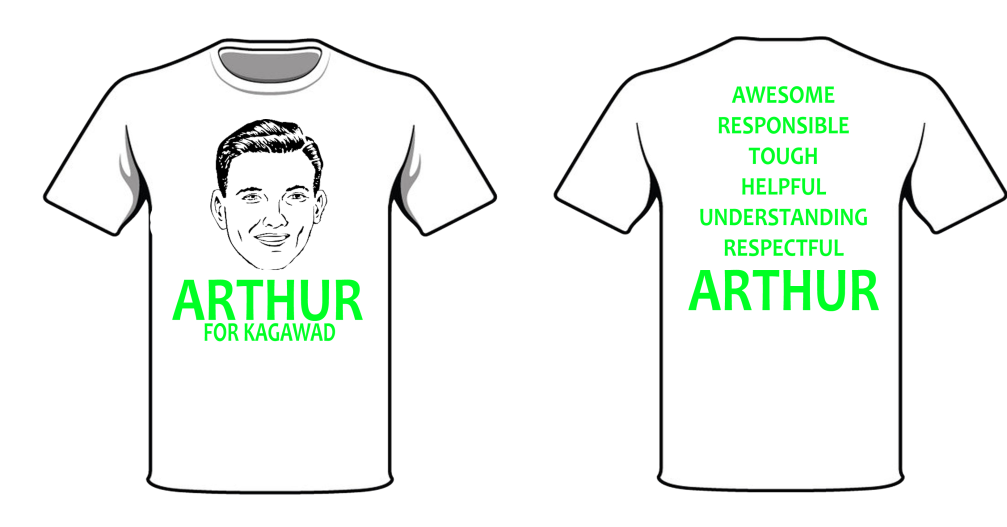 ARTHUR
FOR KAGAWAD
AWESOME
RESPONSIBLE
TOUGH
HELPFUL
UNDERSTANDING
RESPECTFUL
ARTHUR